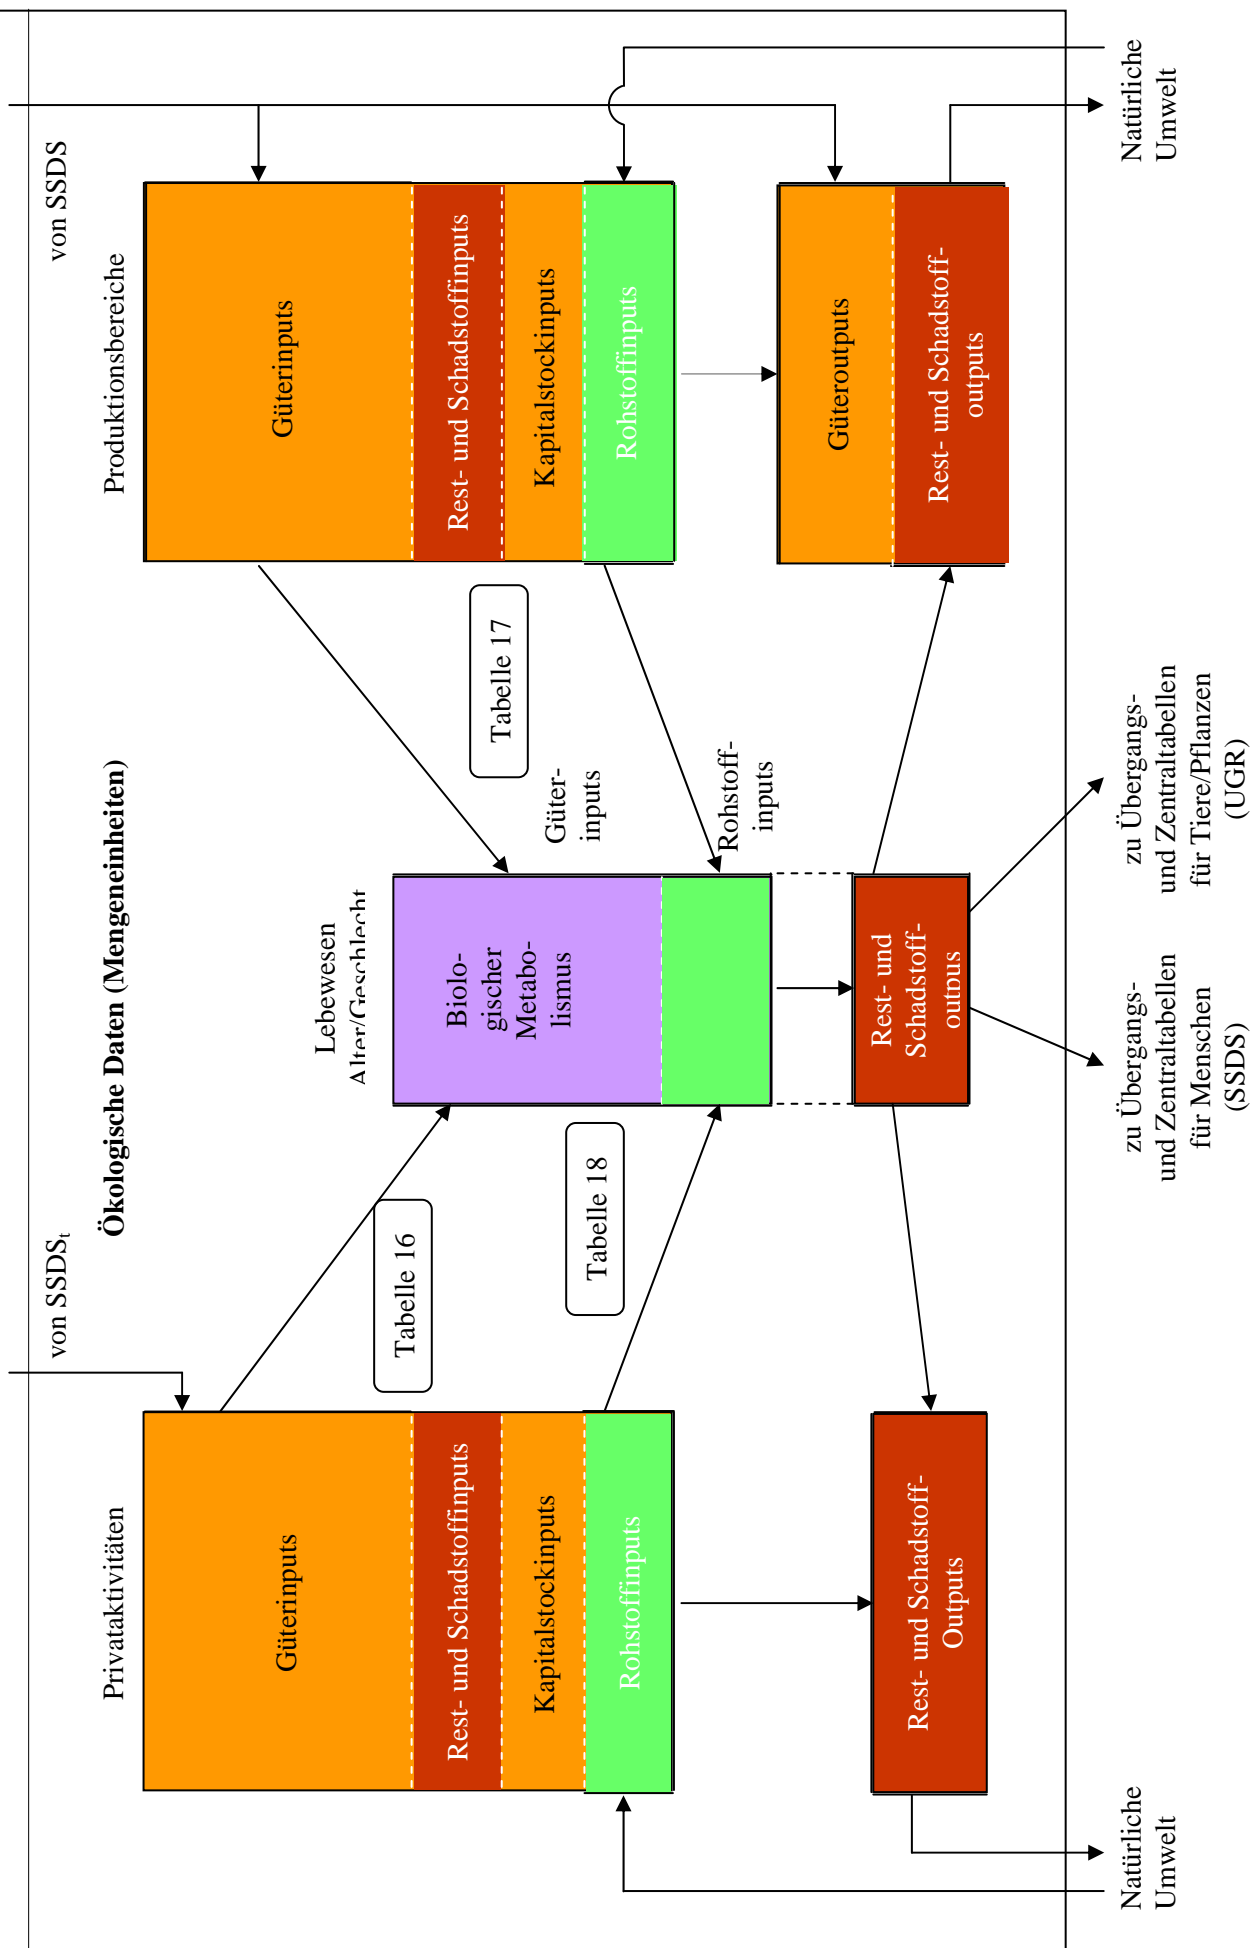 von SSDSt
von SSDS
Ökologische Daten (Mengeneinheiten)
Privataktivitäten
Güterinputs
Rest- und Schadstoffinputs
Kapitalstockinputs
Rohstoffinputs
Rest- und Schadstoff-
Outputs
Natürliche
Umwelt
Tabelle 16
Tabelle 18
Lebewesen
Alter/Geschlecht
Biolo-
gischer
Metabo-
lismus
Rest- und
Schadstoff-
outpus
zu Übergangs-
und Zentraltabellen
für Menschen
(SSDS)
zu Übergangs-
und Zentraltabellen
für Tiere/Pflanzen
(UGR)
Tabelle 17
Güter-
inputs
Rohstoff-
inputs
Produktionsbereiche
Güterinputs
Rest- und Schadstoffinputs
Kapitalstockinputs
Rohstoffinputs
Güteroutputs
Rest- und Schadstoff-
outputs
Natürliche
Umwelt